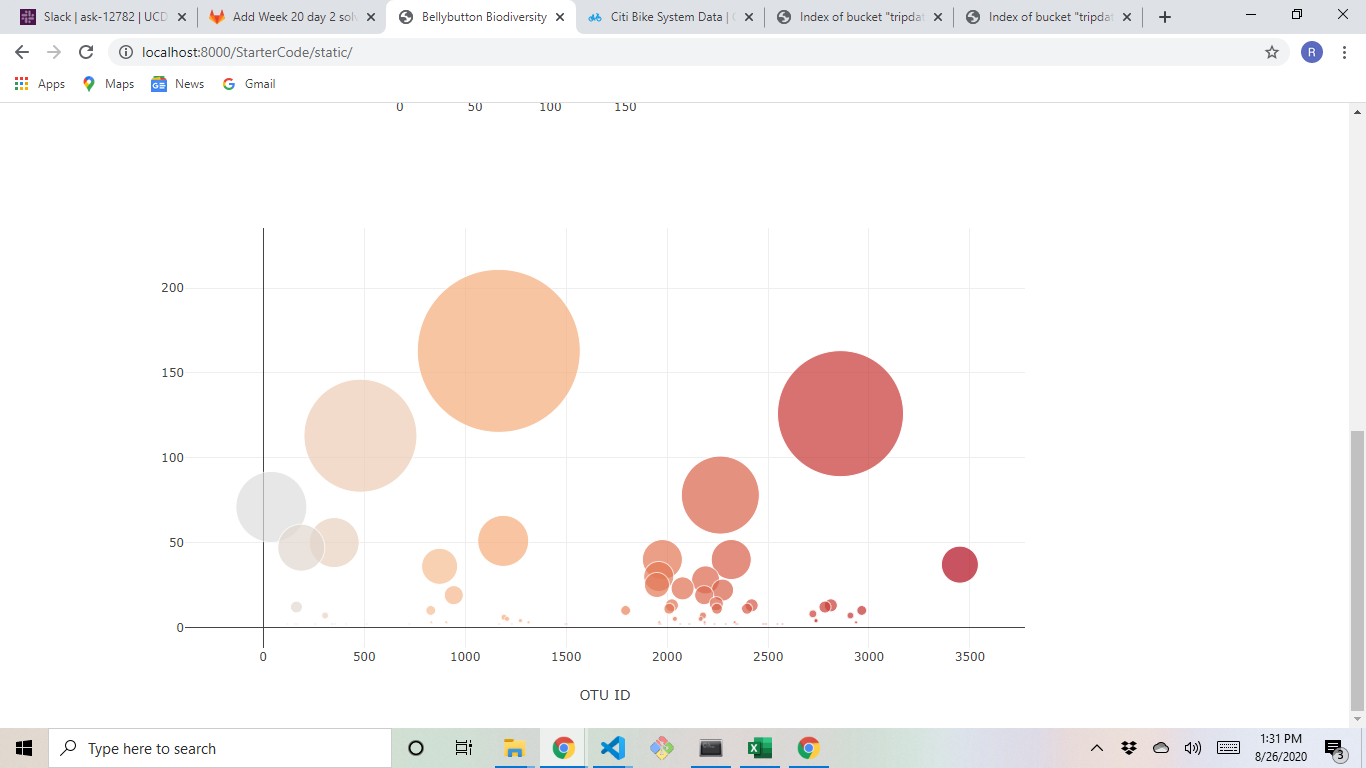 Slack | ask-12782 | UCD
Add Week 20 day 2 solv
Bellybutton Biodiversity
Citi Bike System Data | C
Index of bucket "tripdat
Index of bucket "tripdat
localhost:8000/StarterCode/static/
R
Apps
Maps
News
Gmail
0 50 100 150
200
150
100
50
0
0 500 1000 1500 2000 2500 3000 3500
OTU ID
Type here to search
1:31 PM
8/26/2020
3